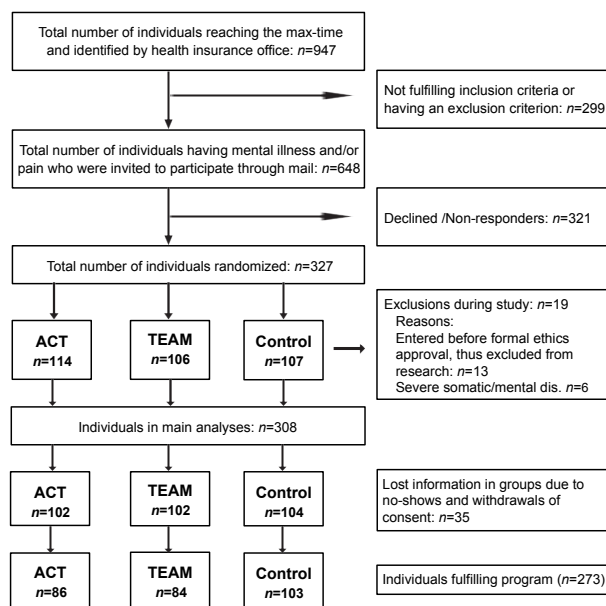 Total number of individuals reaching the max-time
and identified by health insurance office: n=947
Not fulfilling inclusion criteria or
having an exclusion criterion: n=299
Total number of individuals having mental illness and/or
pain who were invited to participate through mail: n=648
Declined /Non-responders: n=321
Total number of individuals randomized: n=327
ACT
n=114
TEAM
n=106
Control
n=107
Exclusions during study: n=19
Reasons:
Entered before formal ethics
approval, thus excluded from
research: n=13
Severe somatic/mental dis. n=6
Individuals in main analyses: n=308
ACT
n=102
TEAM
n=102
Control
n=104
Lost information in groups due to
no-shows and withdrawals of
consent: n=35
ACT
n=86
TEAM
n=84
Control
n=103
Individuals fulfilling program (n=273)